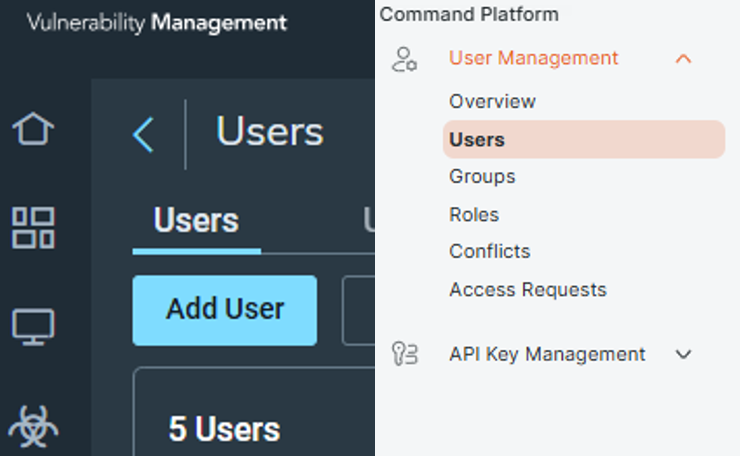 Vulnerability Management
Users
Users
U
Add User
5 Users
Command Platform
User Management
Overview
Users
Groups
Roles
Conflicts
Access Requests
API Key Management